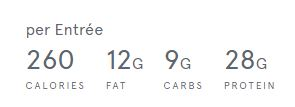 per Entrée
260 12G 9G 28G
CALORIES FAT CARBS PROTEIN